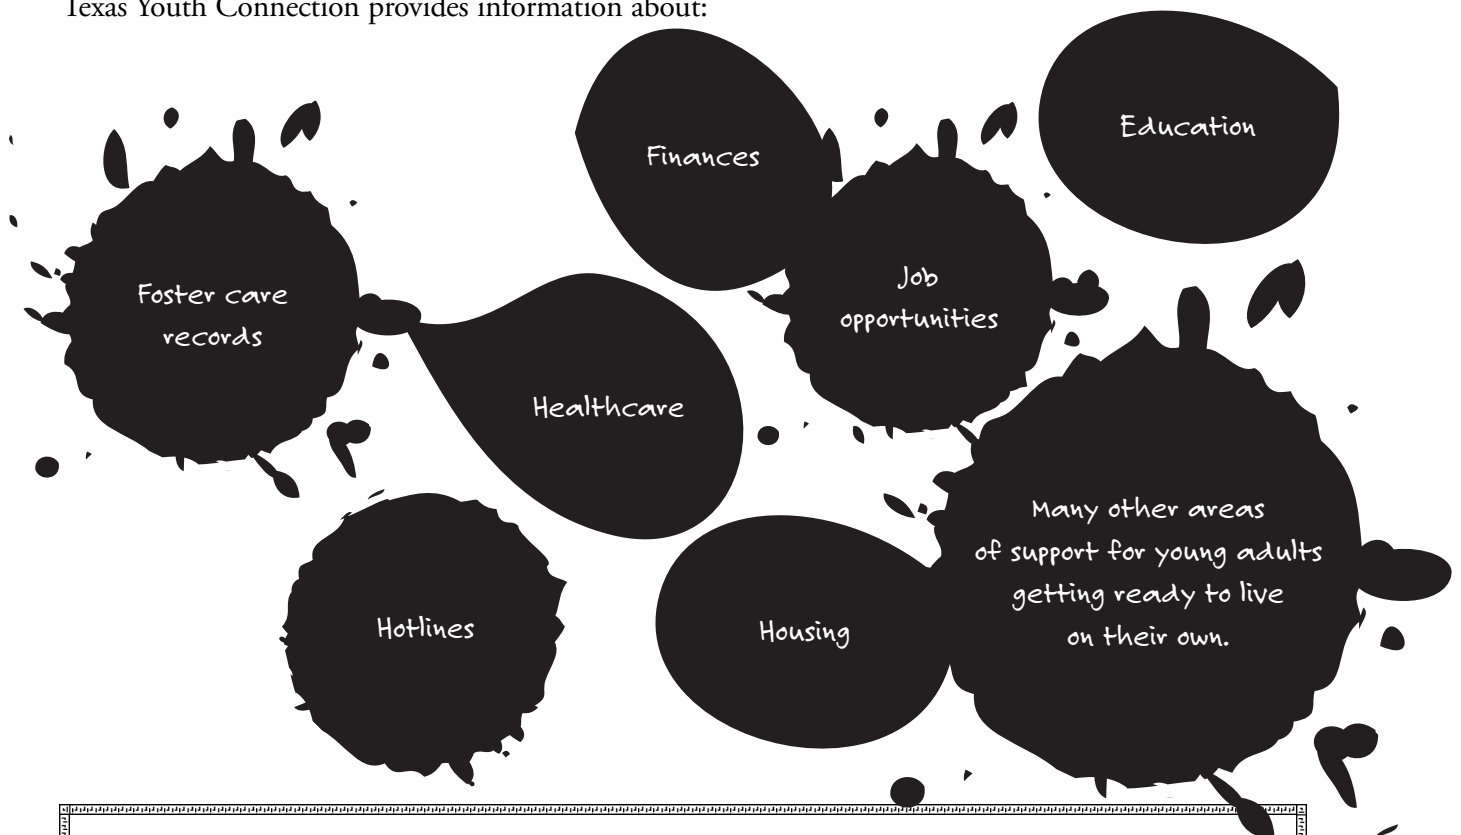 Texas Youth Connection provides information about:
Finances
Education
Foster care
records
Job
opportunities
Healthcare
Many other areas
of support for young adults
getting ready to live
on their own.
Hotlines
Housing